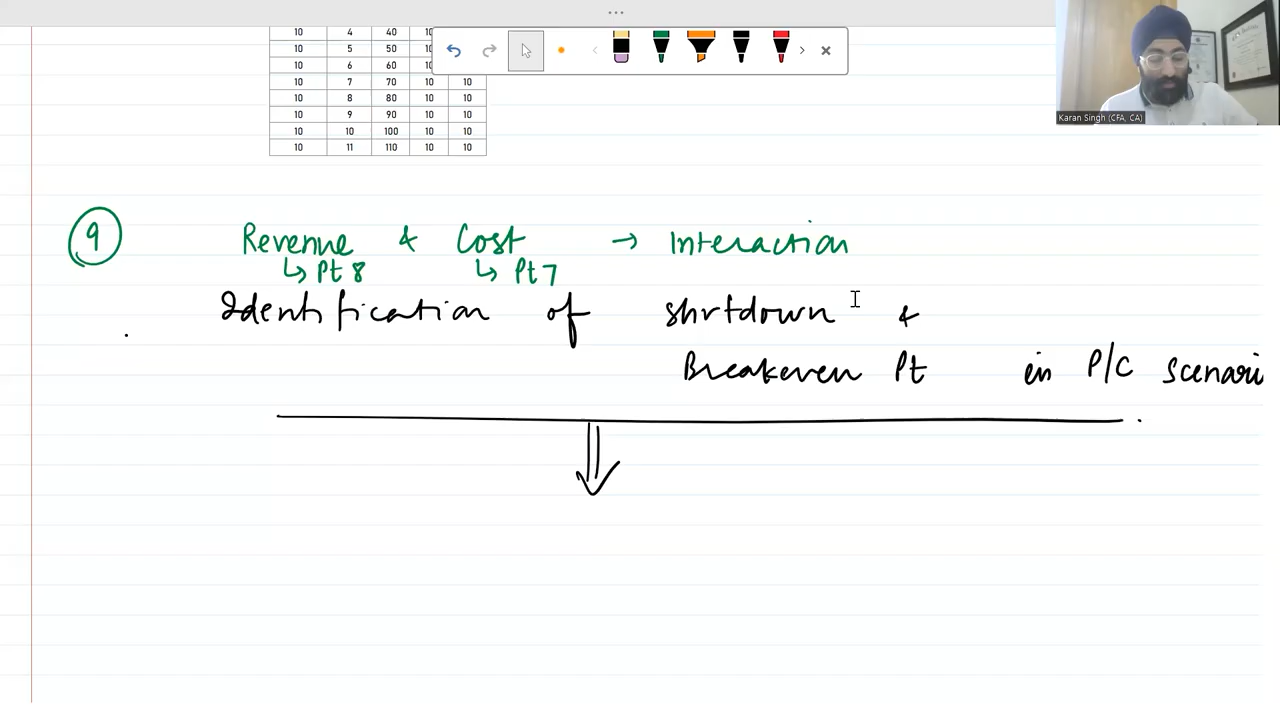 10 4 40 10
10 5 50 10
10 6 60 10
10 7 70 10 10
10 8 80 10 10
10 9 90 10 10
10 10 100 10 10
10 11 110 10 10
Karan Singh (CFA, CA)
9 Revenue & Cost → Interaction
↳ Pt 8 ↳ Pt 7
Identification of Shrtdown &
Breakeven Pt in P/C Scenari